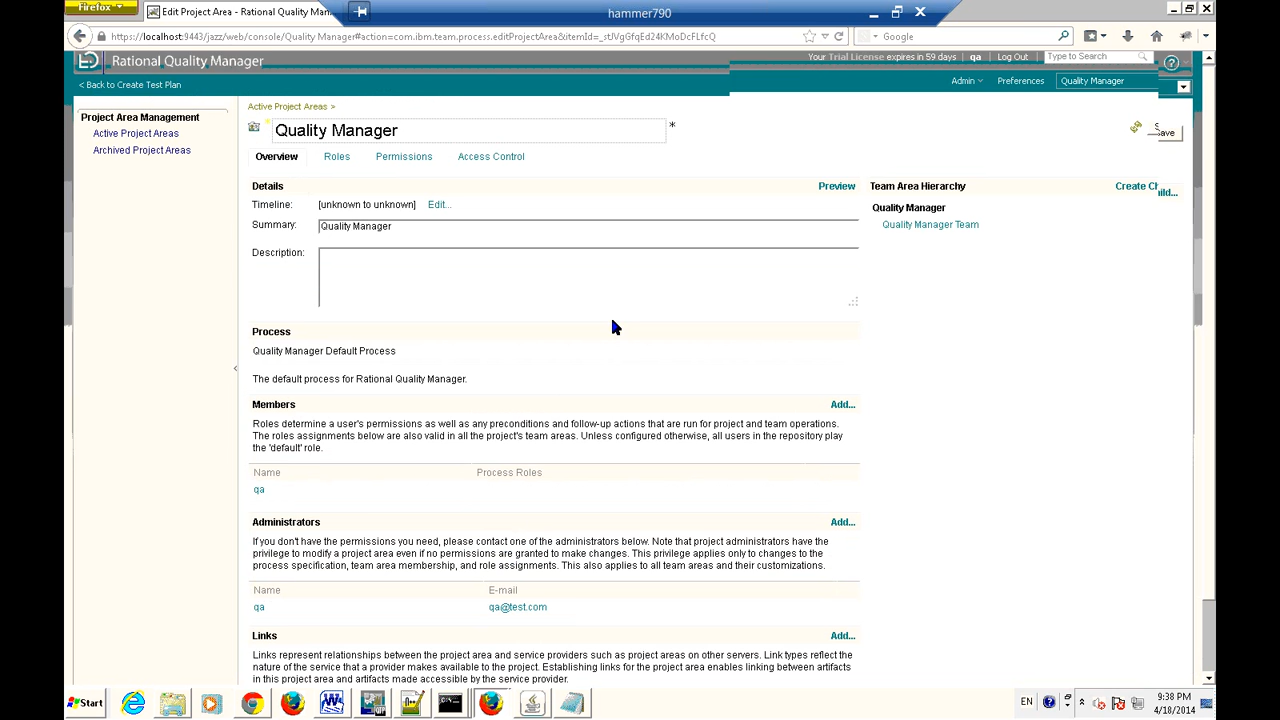 Firefox
Edit Project Area - Rational Quality Man...
hammer790
https://localhost:9443/jazz/web/console/Quality Manager#action=com.ibm.team.process.editProjectArea&itemId=_stJVgGfqEd24KMoDcFLfcQ
Google
Rational Quality Manager
Your Trial License expires in 59 days
qa
Log Out
Type to Search
< Back to Create Test Plan
Admin
Preferences
Quality Manager
Project Area Management
Active Project Areas
Archived Project Areas
Active Project Areas >
Quality Manager
*
Save
Overview
Roles
Permissions
Access Control
Details
Preview
Timeline:
[unknown to unknown]
Edit...
Summary:
Quality Manager
Description:
Team Area Hierarchy
Quality Manager
Quality Manager Team
Process
Quality Manager Default Process
The default process for Rational Quality Manager.
Members
Add...
Roles determine a user's permissions as well as any preconditions and follow-up actions that are run for project and team operations.
The roles assignments below are also valid in all the project's team areas. Unless configured otherwise, all users in the repository play
the 'default' role.
Name
Process Roles
qa
Administrators
Add...
If you don't have the permissions you need, please contact one of the administrators below. Note that project administrators have the
privilege to modify a project area even if no permissions are granted to make changes. This privilege applies only to changes to the
process specification, team area membership, and role assignments. This also applies to all team areas and their customizations.
Name
E-mail
qa
qa@test.com
Links
Add...
Links represent relationships between the project area and service providers such as project areas on other servers. Link types reflect the
nature of the service that a provider makes available to the project. Establishing links for the project area enables linking between artifacts
in this project area and artifacts made accessible by the service provider.
Start
EN
9:38 PM
4/18/2014